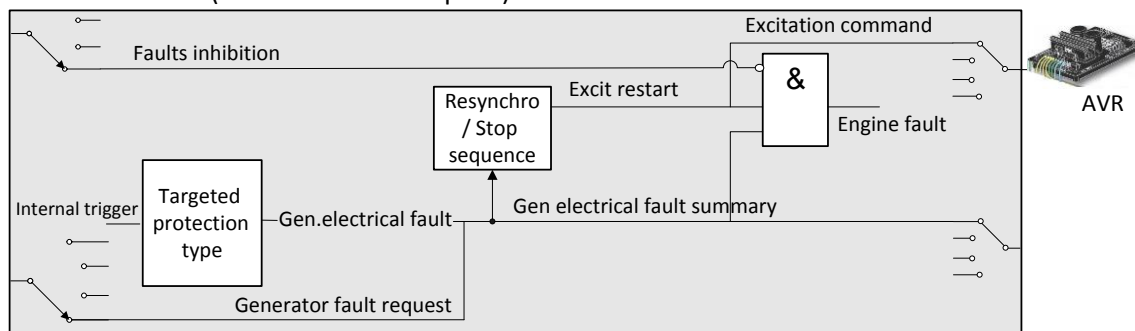 Excitation command
Faults inhibition
&
Resynchro
/ Stop
sequence
Excit restart
AVR
Engine fault
Targeted
protection
type
Internal trigger
Gen.electrical fault
Gen electrical fault summary
Generator fault request